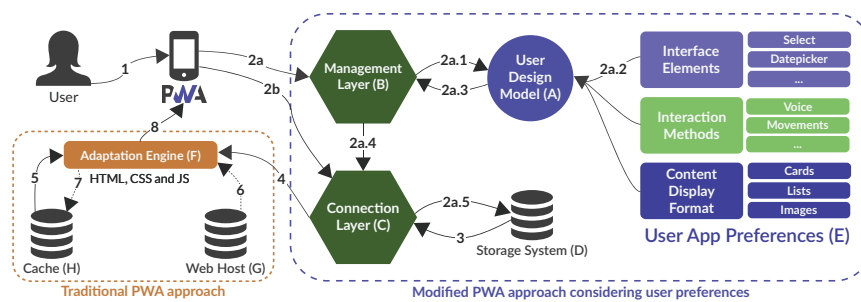 User
1
PWA
2a
2b
8
Management
Layer (B)
2a.1
2a.3
User
Design
Model (A)
2a.2
Interface
Elements
Select
Datepicker
...
Interaction
Methods
Voice
Movements
...
Content
Display
Format
Cards
Lists
Images
User App Preferences (E)
2a.4
Adaptation Engine (F)
HTML, CSS and JS
5
7
6
4
Connection
Layer (C)
2a.5
3
Storage System (D)
Cache (H)
Web Host (G)
Traditional PWA approach
Modified PWA approach considering user preferences